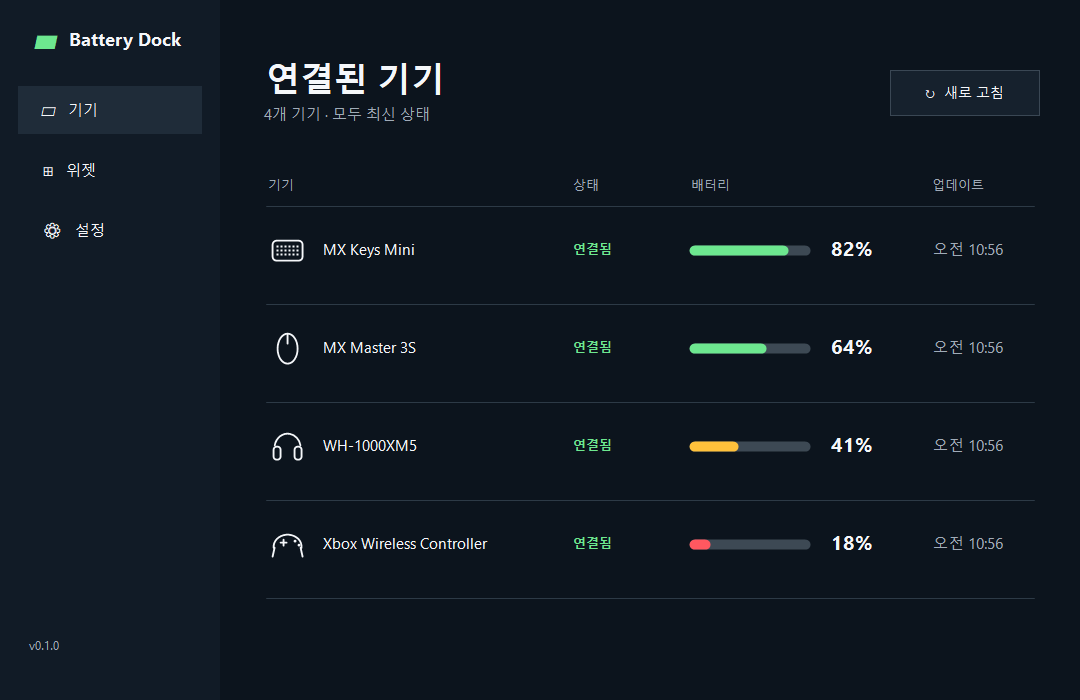 Battery Dock
기기
위젯
설정
v0.1.0
연결된 기기
4개 기기 · 모두 최신 상태
새로 고침
기기 상태 배터리 업데이트
MX Keys Mini 연결됨 82% 오전 10:56
MX Master 3S 연결됨 64% 오전 10:56
WH-1000XM5 연결됨 41% 오전 10:56
Xbox Wireless Controller 연결됨 18% 오전 10:56